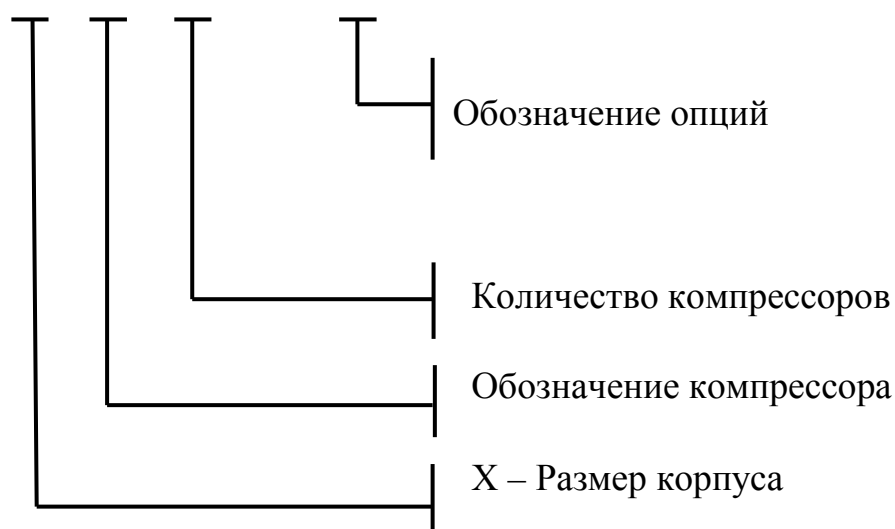 Обозначение опций
Количество компрессоров
Обозначение компрессора
Х – Размер корпуса